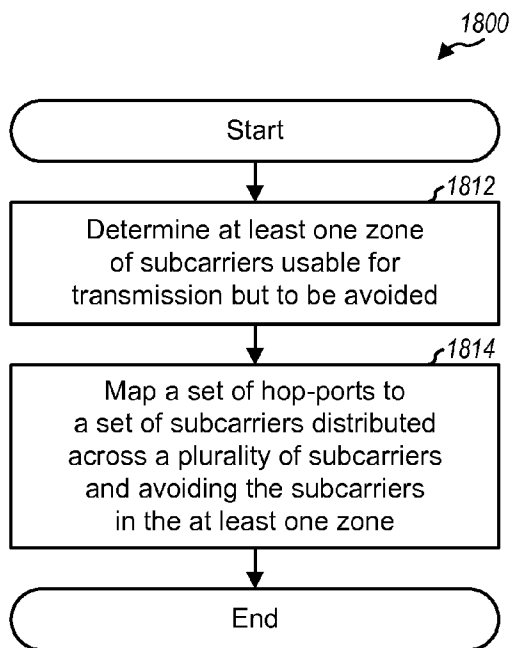 1800
Start
1812
Determine at least one zone
of subcarriers usable for
transmission but to be avoided
1814
Map a set of hop-ports to
a set of subcarriers distributed
across a plurality of subcarriers
and avoiding the subcarriers
in the at least one zone
End